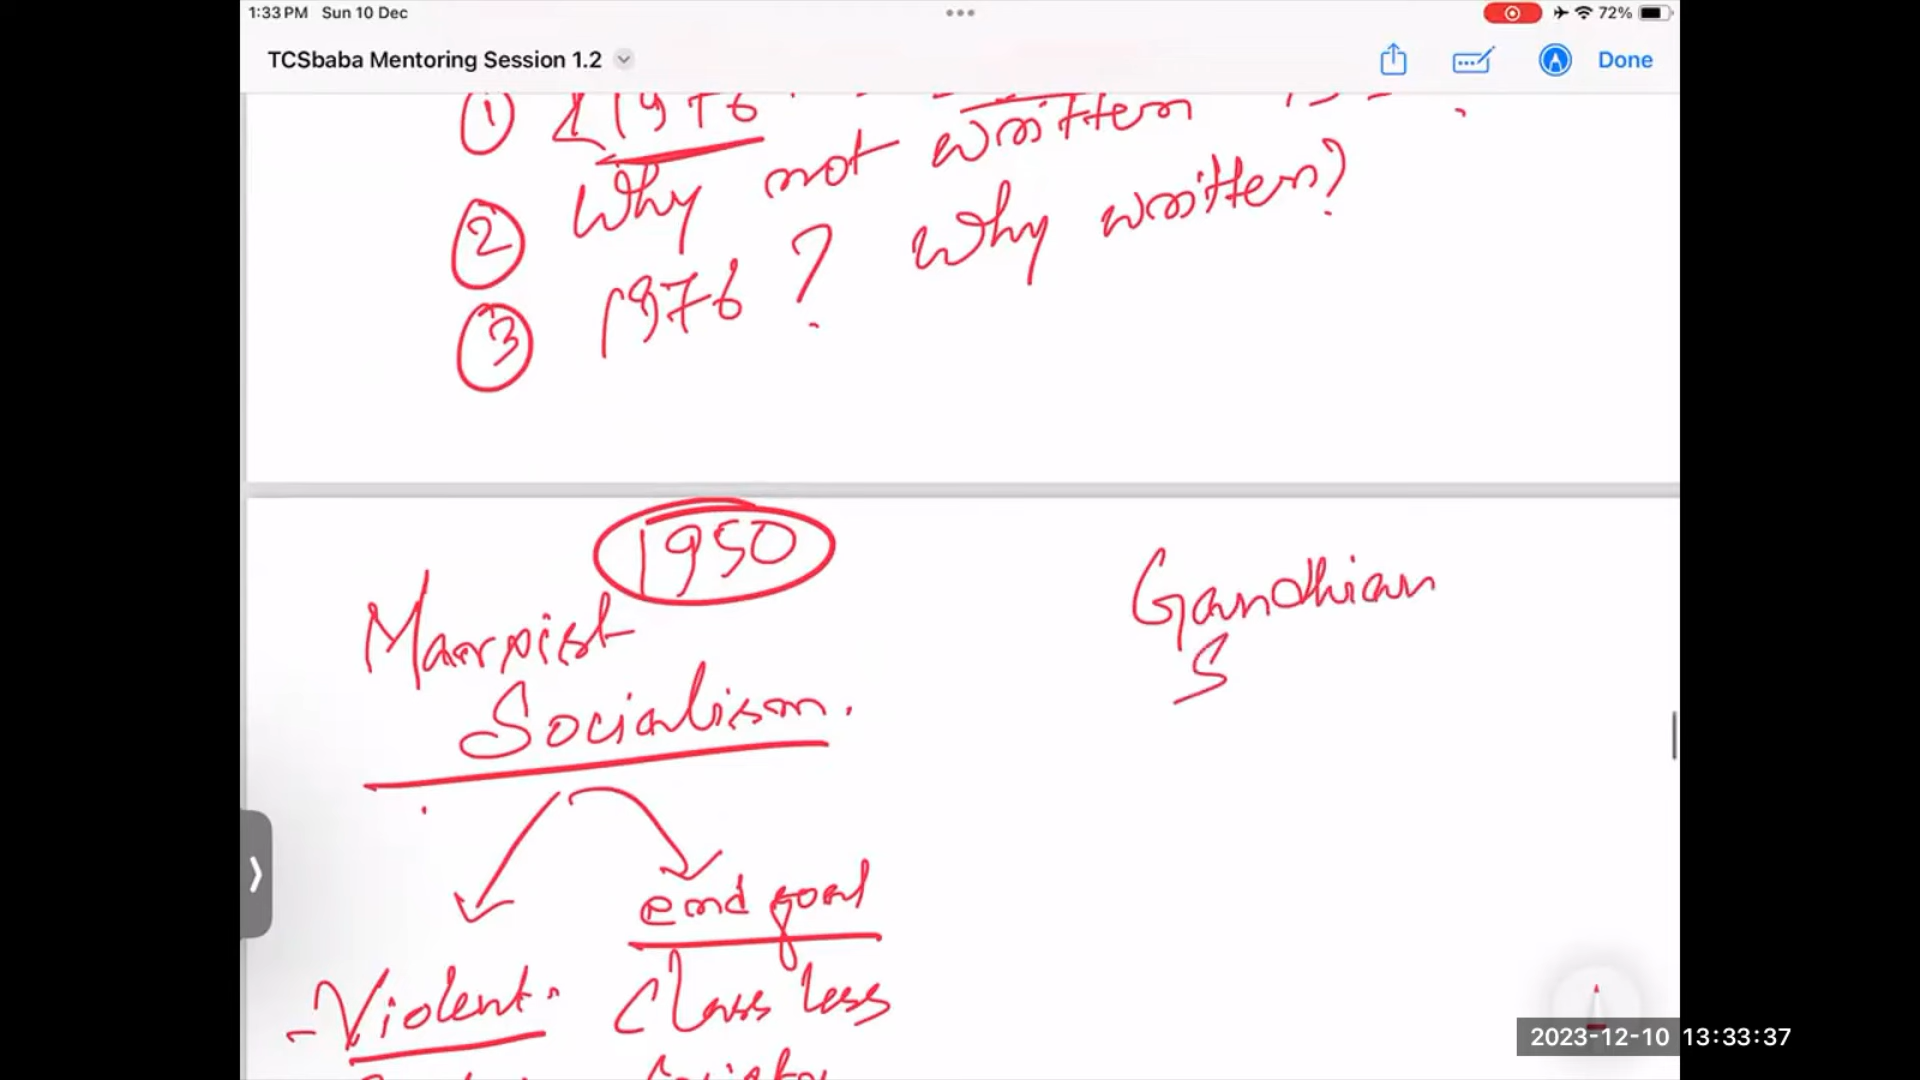 1:33 PM Sun 10 Dec
72%
TCSbaba Mentoring Session 1.2
Done
① 1976
② Why not written
③ 1976? Why written?
1950
Marxist
Socialism.
Gandhian
S
end goal
- Violent. Class less
2023-12-10 13:33:37